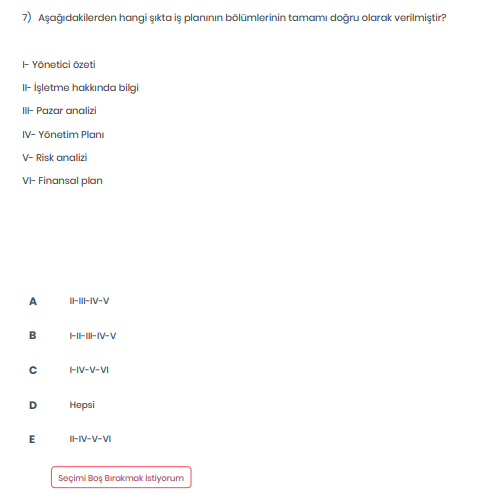 7) Aşağıdakilerden hangi şıkta iş planının bölümlerinin tamamı doğru olarak verilmiştir?
I- Yönetici özeti
II- İşletme hakkında bilgi
III- Pazar analizi
IV- Yönetim Planı
V- Risk analizi
VI- Finansal plan
A II-III-IV-V
B I-II-III-IV-V
C I-IV-V-VI
D Hepsi
E II-IV-V-VI
Seçimi Boş Bırakmak İstiyorum